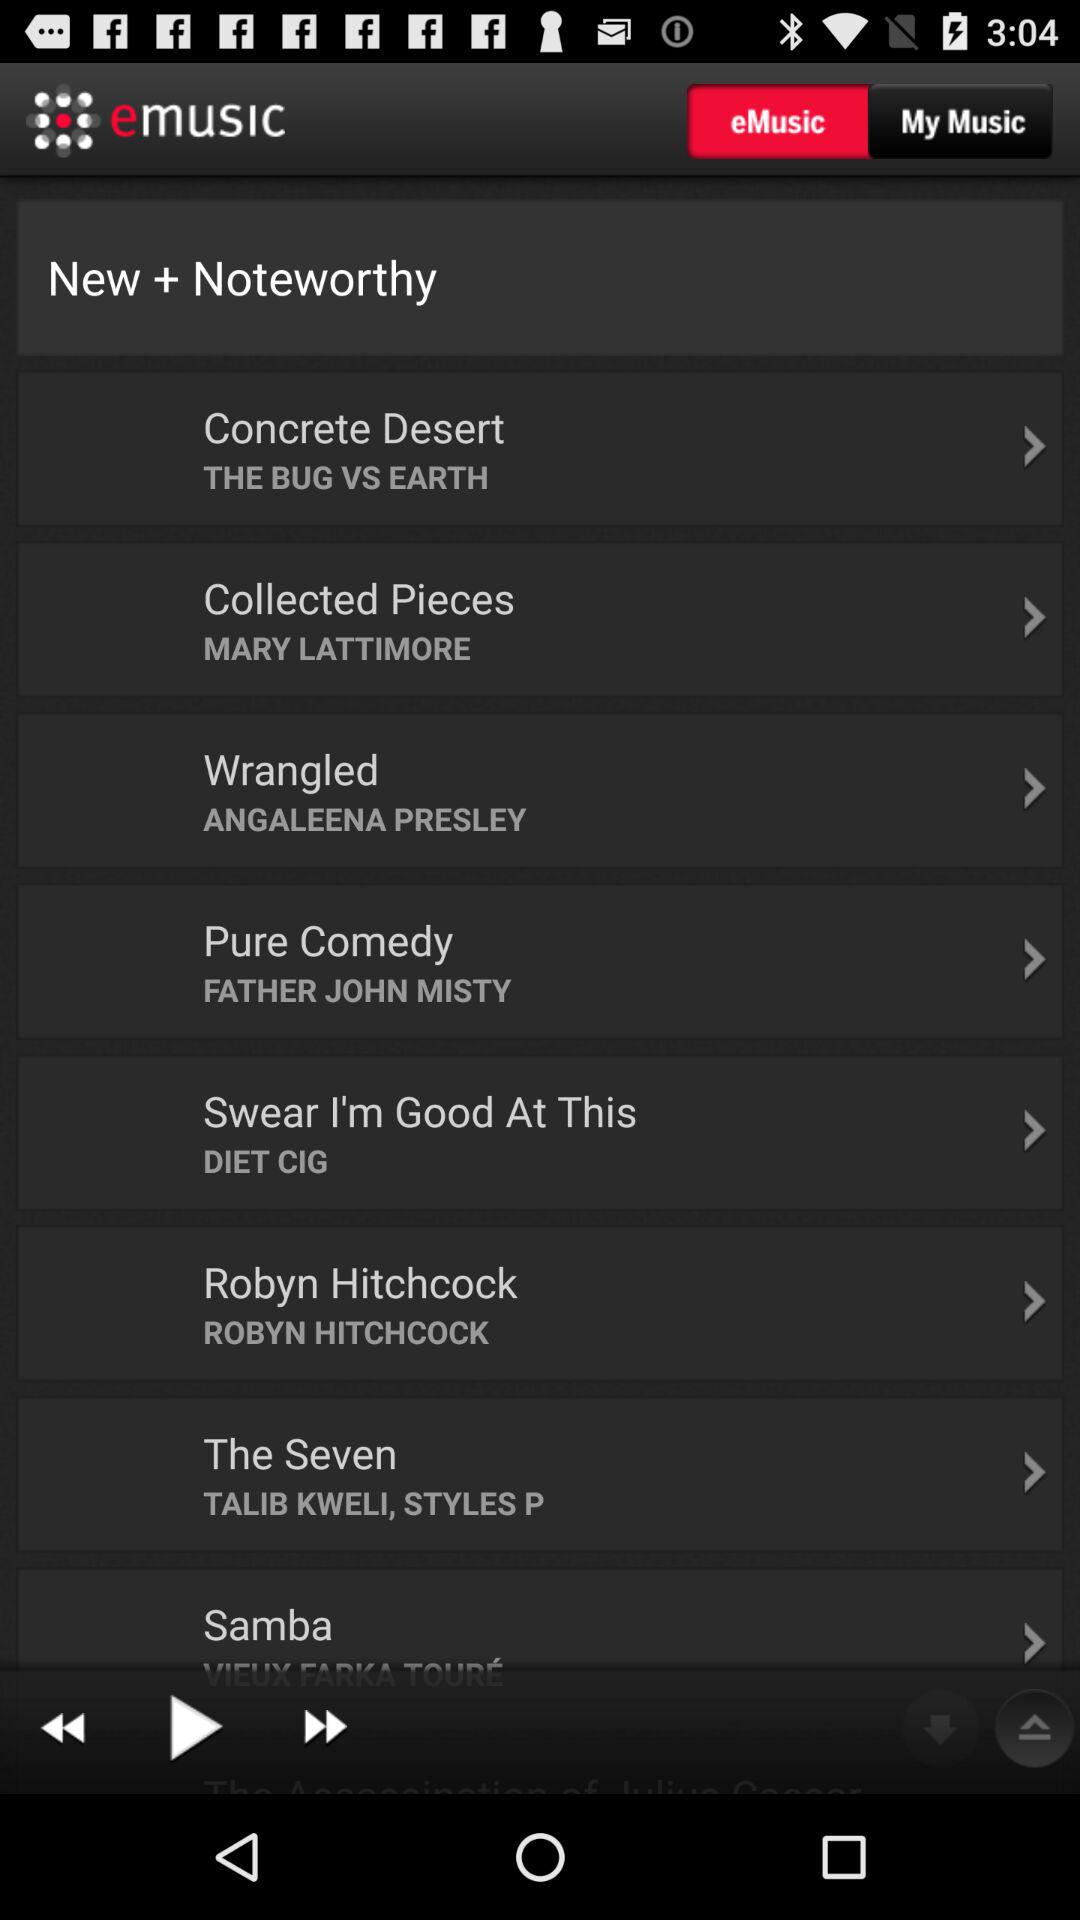 3:04
emusic
eMusic
My Music
New + Noteworthy
Concrete Desert
THE BUG VS EARTH
Collected Pieces
MARY LATTIMORE
Wrangled
ANGALEENA PRESLEY
Pure Comedy
FATHER JOHN MISTY
Swear I'm Good At This
DIET CIG
Robyn Hitchcock
ROBYN HITCHCOCK
The Seven
TALIB KWELI, STYLES P
Samba
VIEUX FARKA TOURÉ
The Assassination of Julius Caesar